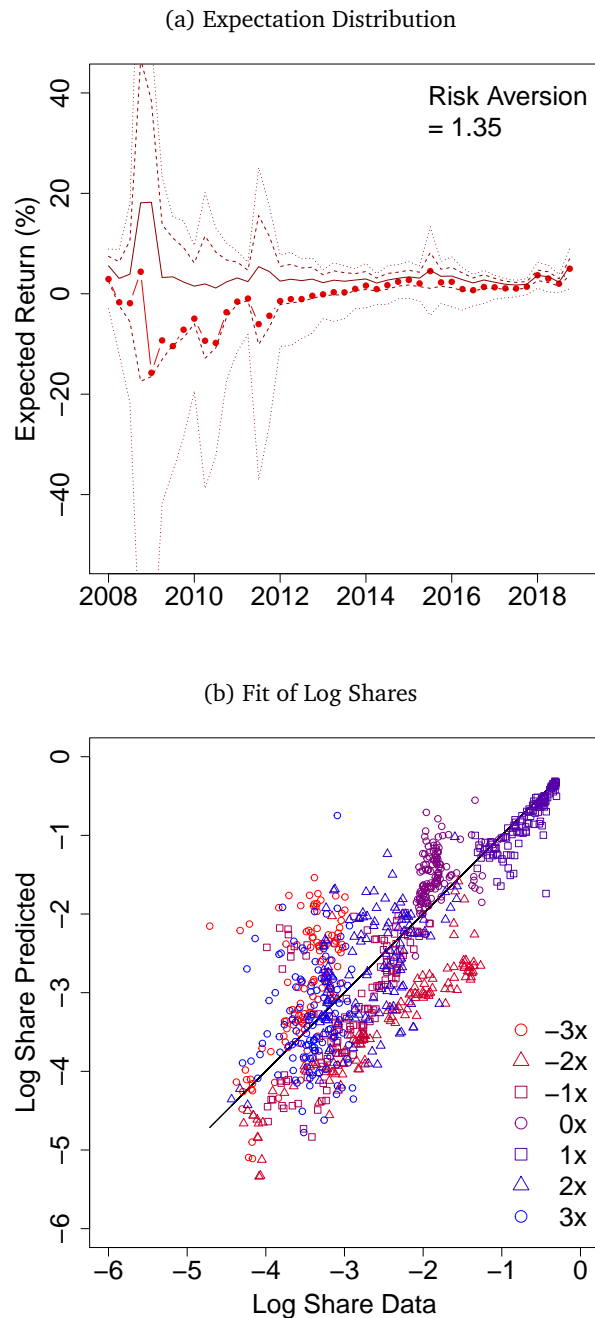 (a) Expectation Distribution
Risk Aversion
= 1.35
Expected Return (%)
40
20
0
−20
−40
2008 2010 2012 2014 2016 2018
(b) Fit of Log Shares
Log Share Predicted
0
−1
−2
−3
−4
−5
−6
−3x
−2x
−1x
0x
1x
2x
3x
−6 −5 −4 −3 −2 −1 0
Log Share Data